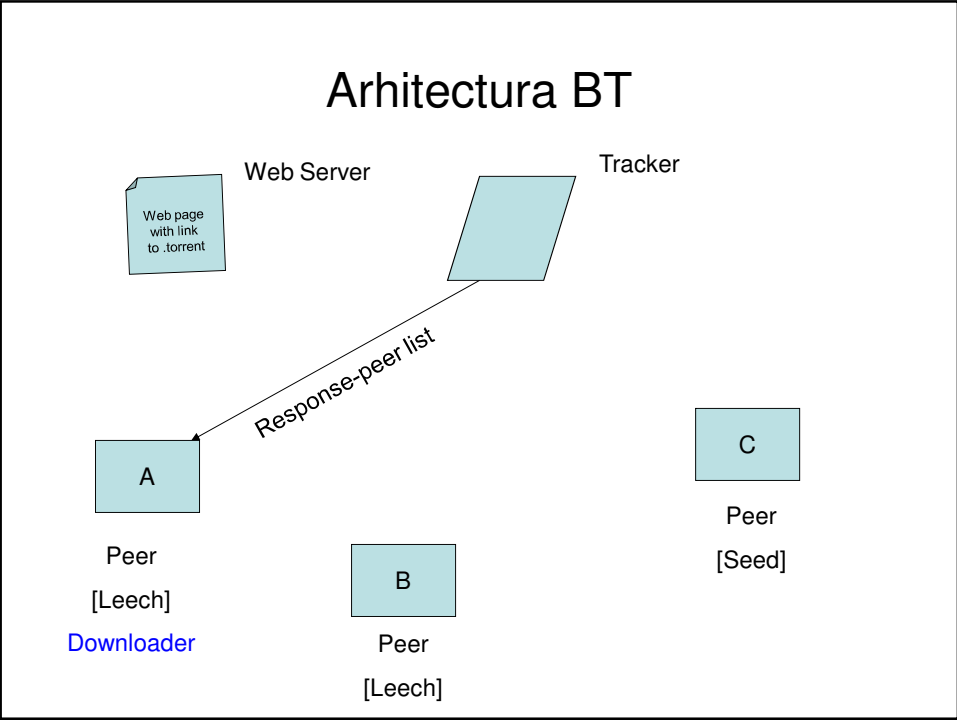 Arhitectura BT
Web Server
Tracker
Web page
with link
to .torrent
Response-peer list
A
Peer
[Leech]
Downloader
B
Peer
[Leech]
C
Peer
[Seed]